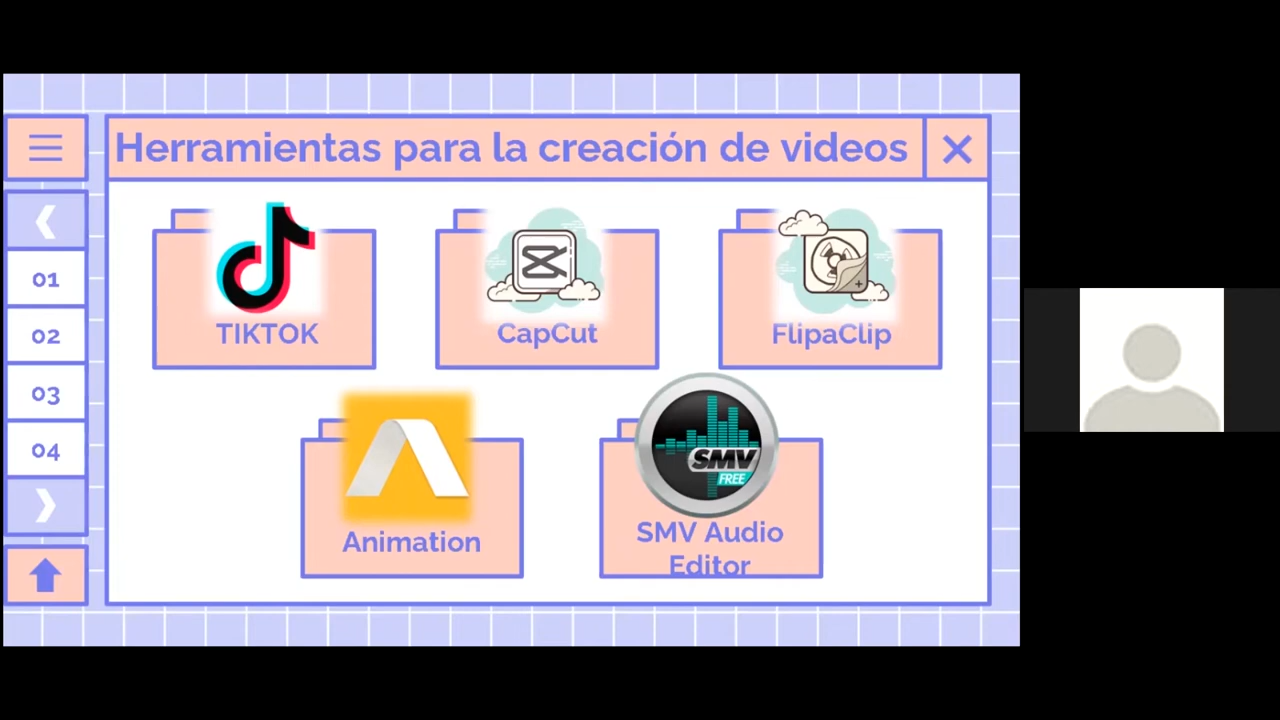 Herramientas para la creación de videos
01
02
03
04
TIKTOK
CapCut
FlipaClip
Animation
SMV
FREE
SMV Audio
Editor